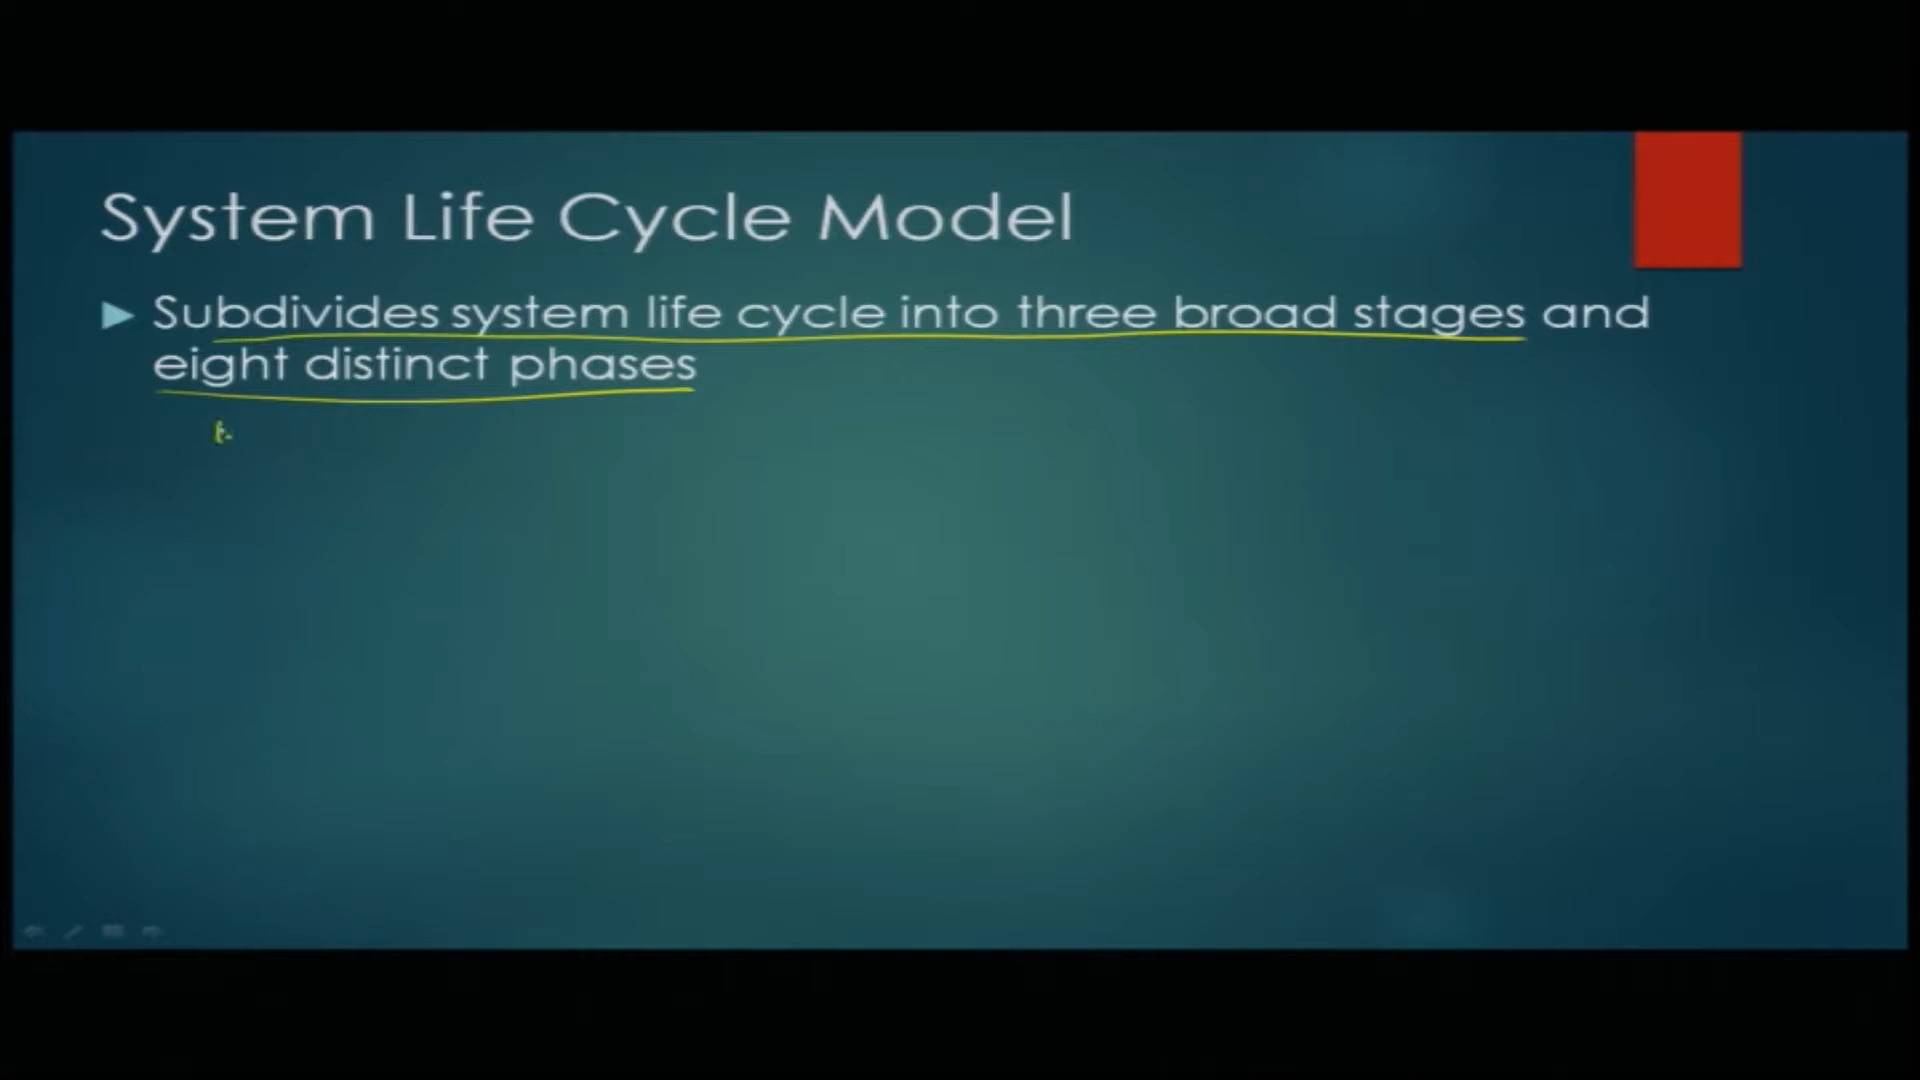 System Life Cycle Model
Subdivides system life cycle into three broad stages and
eight distinct phases